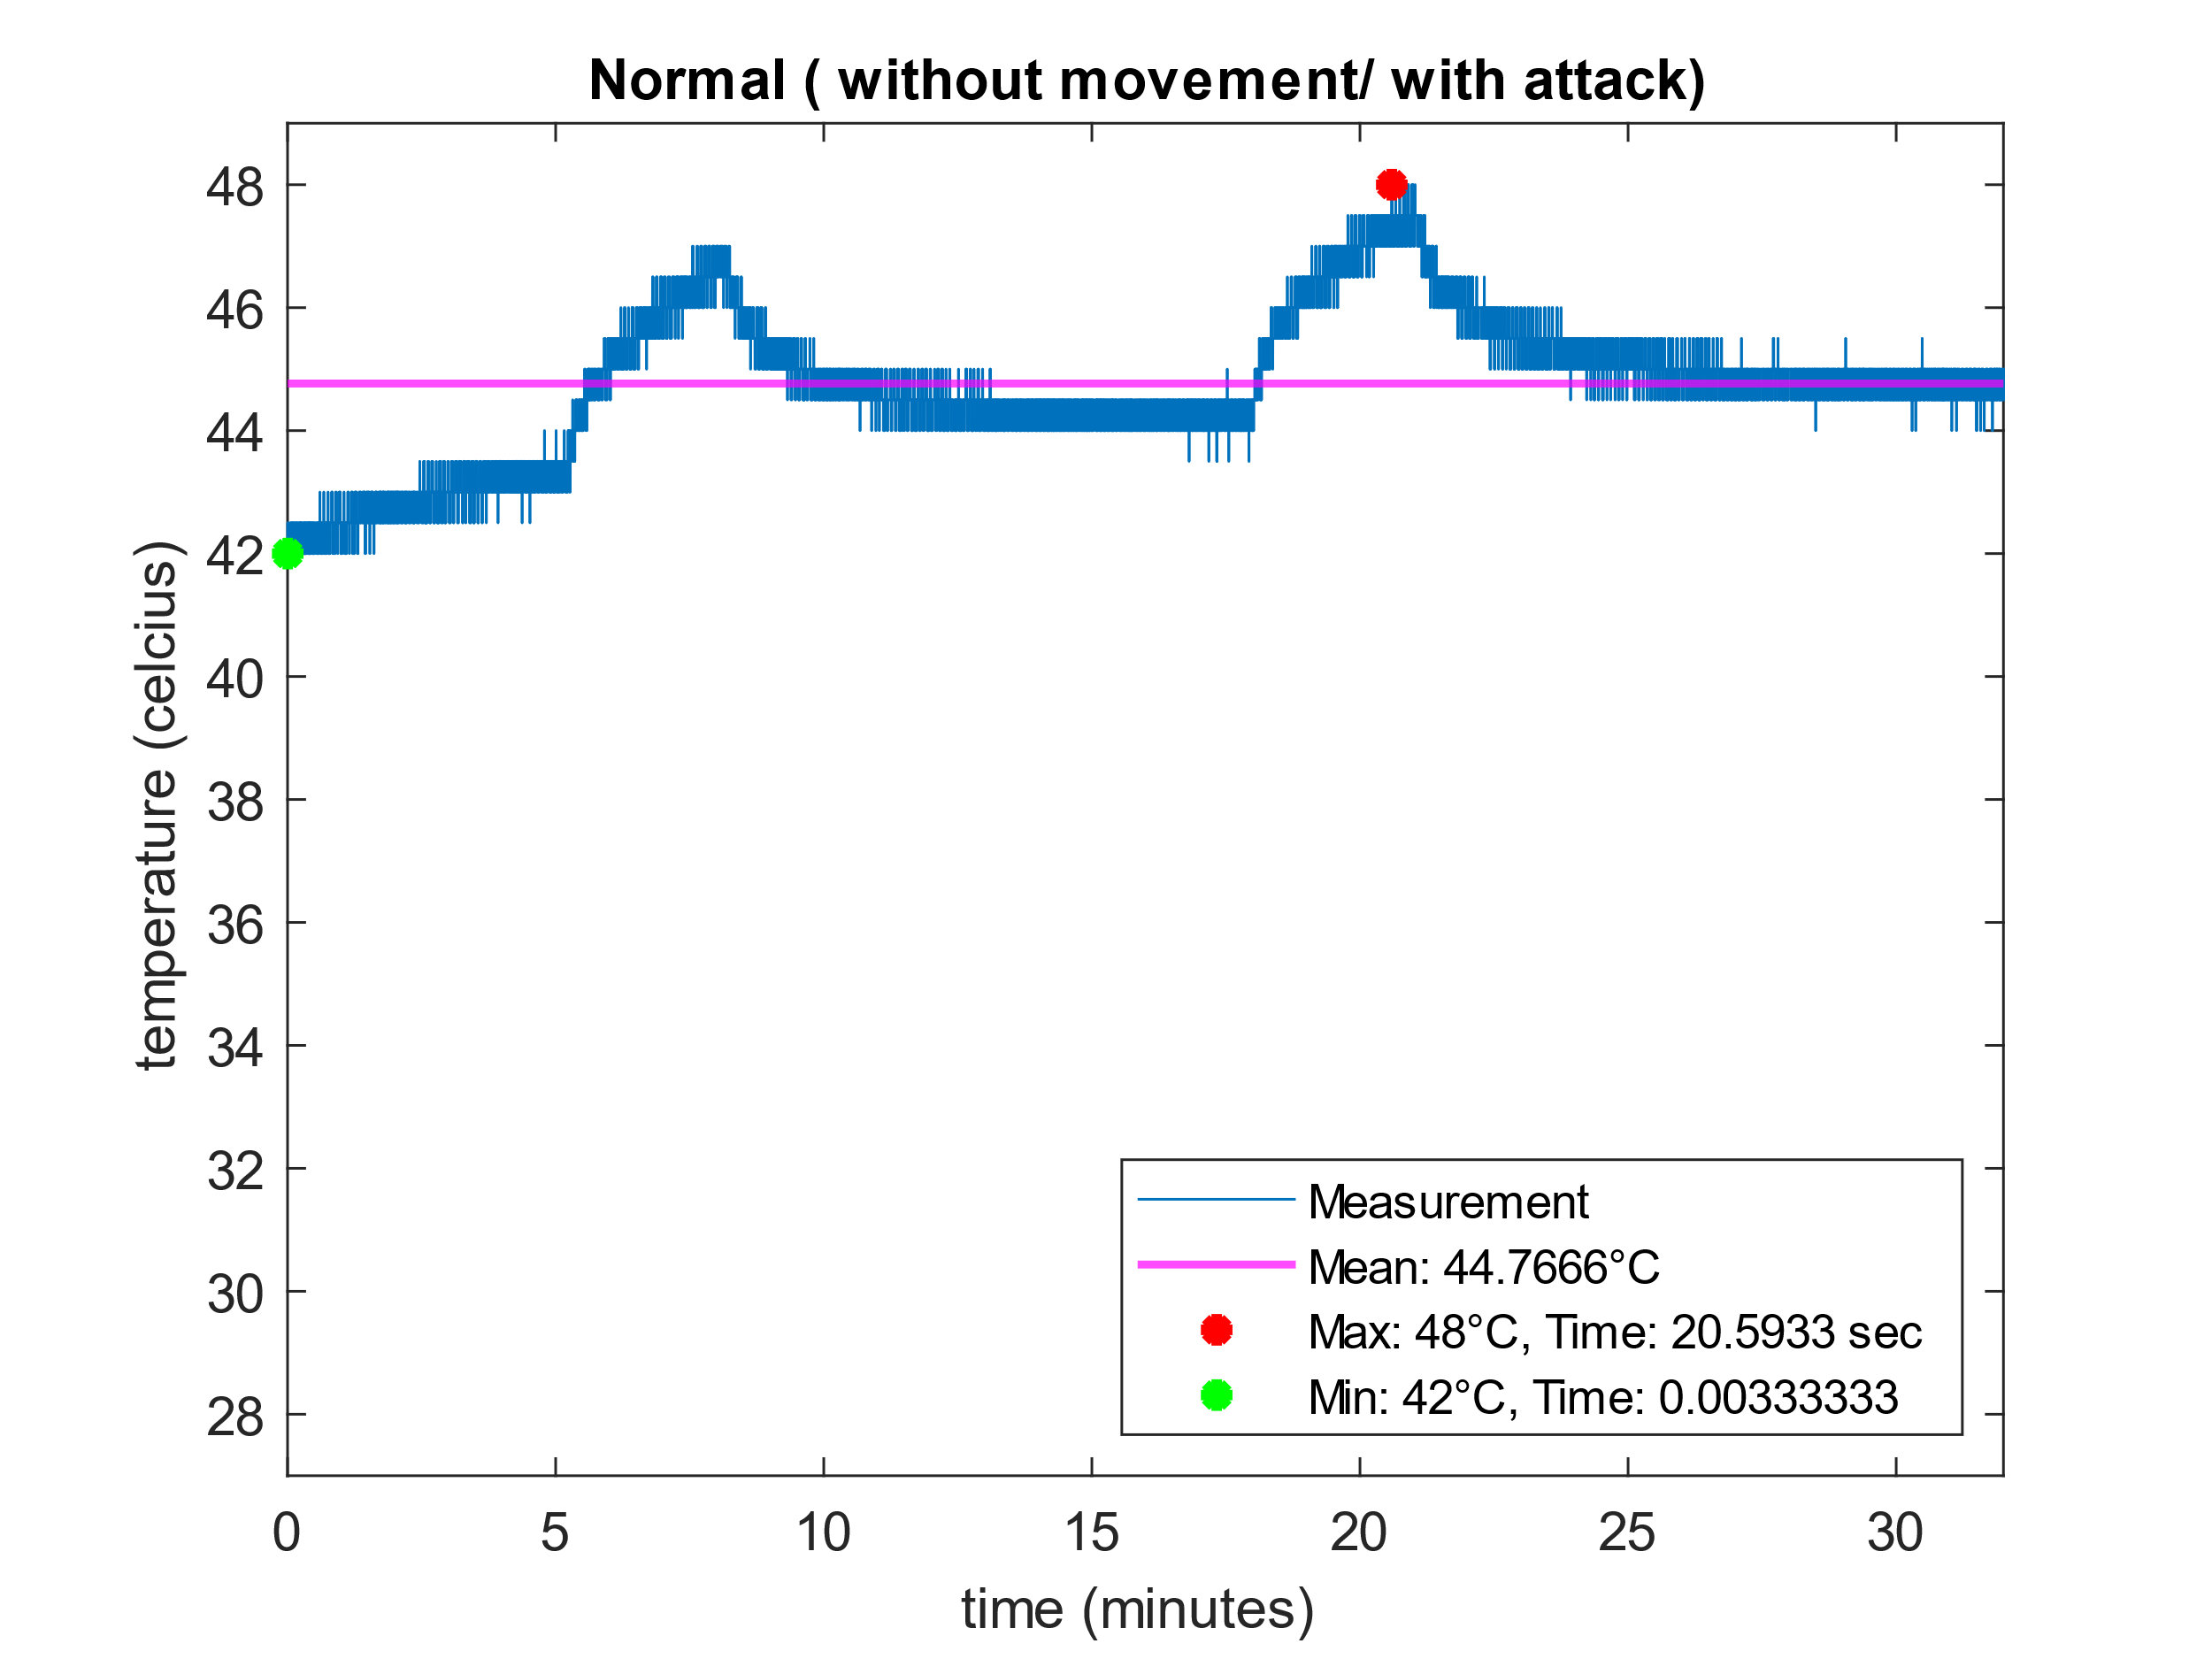 Normal ( without movement/ with attack)
48
46
44
42
40
38
36
34
32
30
28
temperature (celcius)
Measurement
Mean: 44.7666°C
Max: 48°C, Time: 20.5933 sec
Min: 42°C, Time: 0.00333333
0 5 10 15 20 25 30
time (minutes)